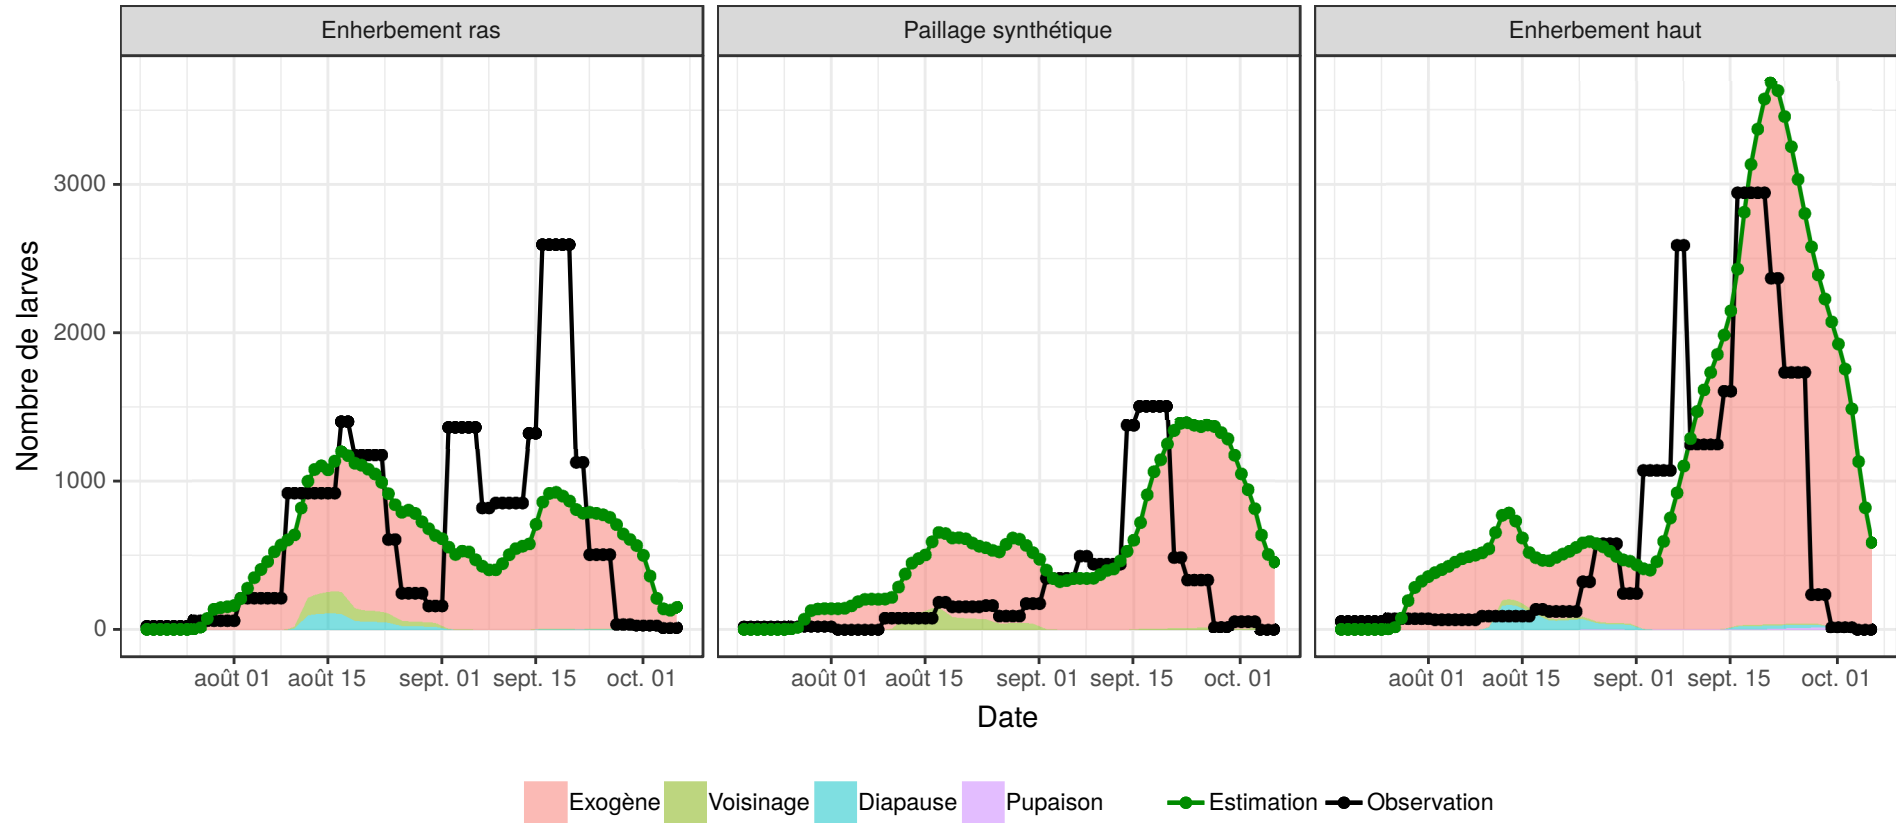 Enherbement ras
Paillage synthétique
Enherbement haut
Nombre de larves
3000
2000
1000
0
août 01 août 15 sept. 01 sept. 15 oct. 01
août 01 août 15 sept. 01 sept. 15 oct. 01
août 01 août 15 sept. 01 sept. 15 oct. 01
Date
Exogène Voisinage Diapause Pupaison Estimation Observation